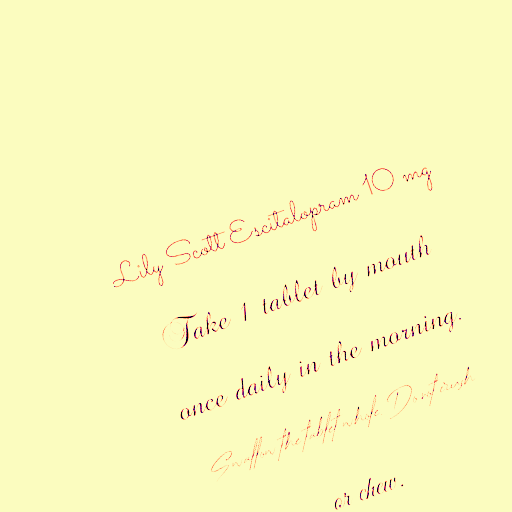 Lily Scott Escitalopram 10 mg
Take 1 tablet by mouth
once daily in the morning.
Swallow the tablet whole Do not crush
or chew.